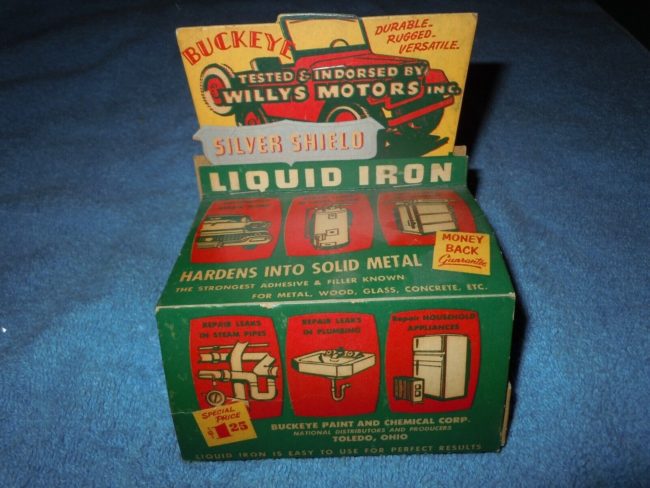 BUCKEYE
DURABLE-
RUGGED-
VERSATILE.
TESTED & INDORSED BY
WILLYS MOTORS INC.
SILVER SHIELD
LIQUID IRON
HARDENS INTO SOLID METAL
THE STRONGEST ADHESIVE & FILLER KNOWN
FOR METAL, WOOD, GLASS, CONCRETE, ETC.
MONEY
BACK
Guarantee
REPAIR LEAKS
IN STEAM PIPES
REPAIR LEAKS
IN PLUMBING
Repair HOUSEHOLD
APPLIANCES
SPECIAL
PRICE
$1.25
BUCKEYE PAINT AND CHEMICAL CORP.
NATIONAL DISTRIBUTORS AND PRODUCERS
TOLEDO, OHIO
LIQUID IRON IS EASY TO USE FOR PERFECT RESULTS